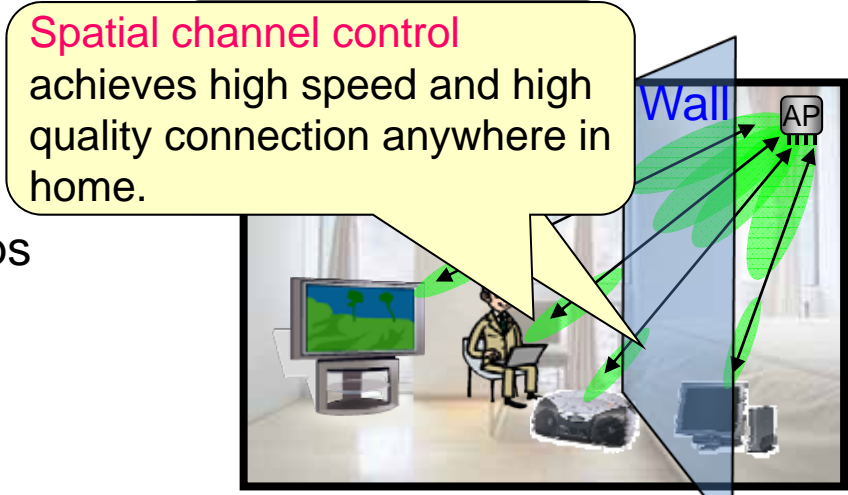 Spatial channel control
achieves high speed and high
quality connection anywhere in
home.
Wall
AP